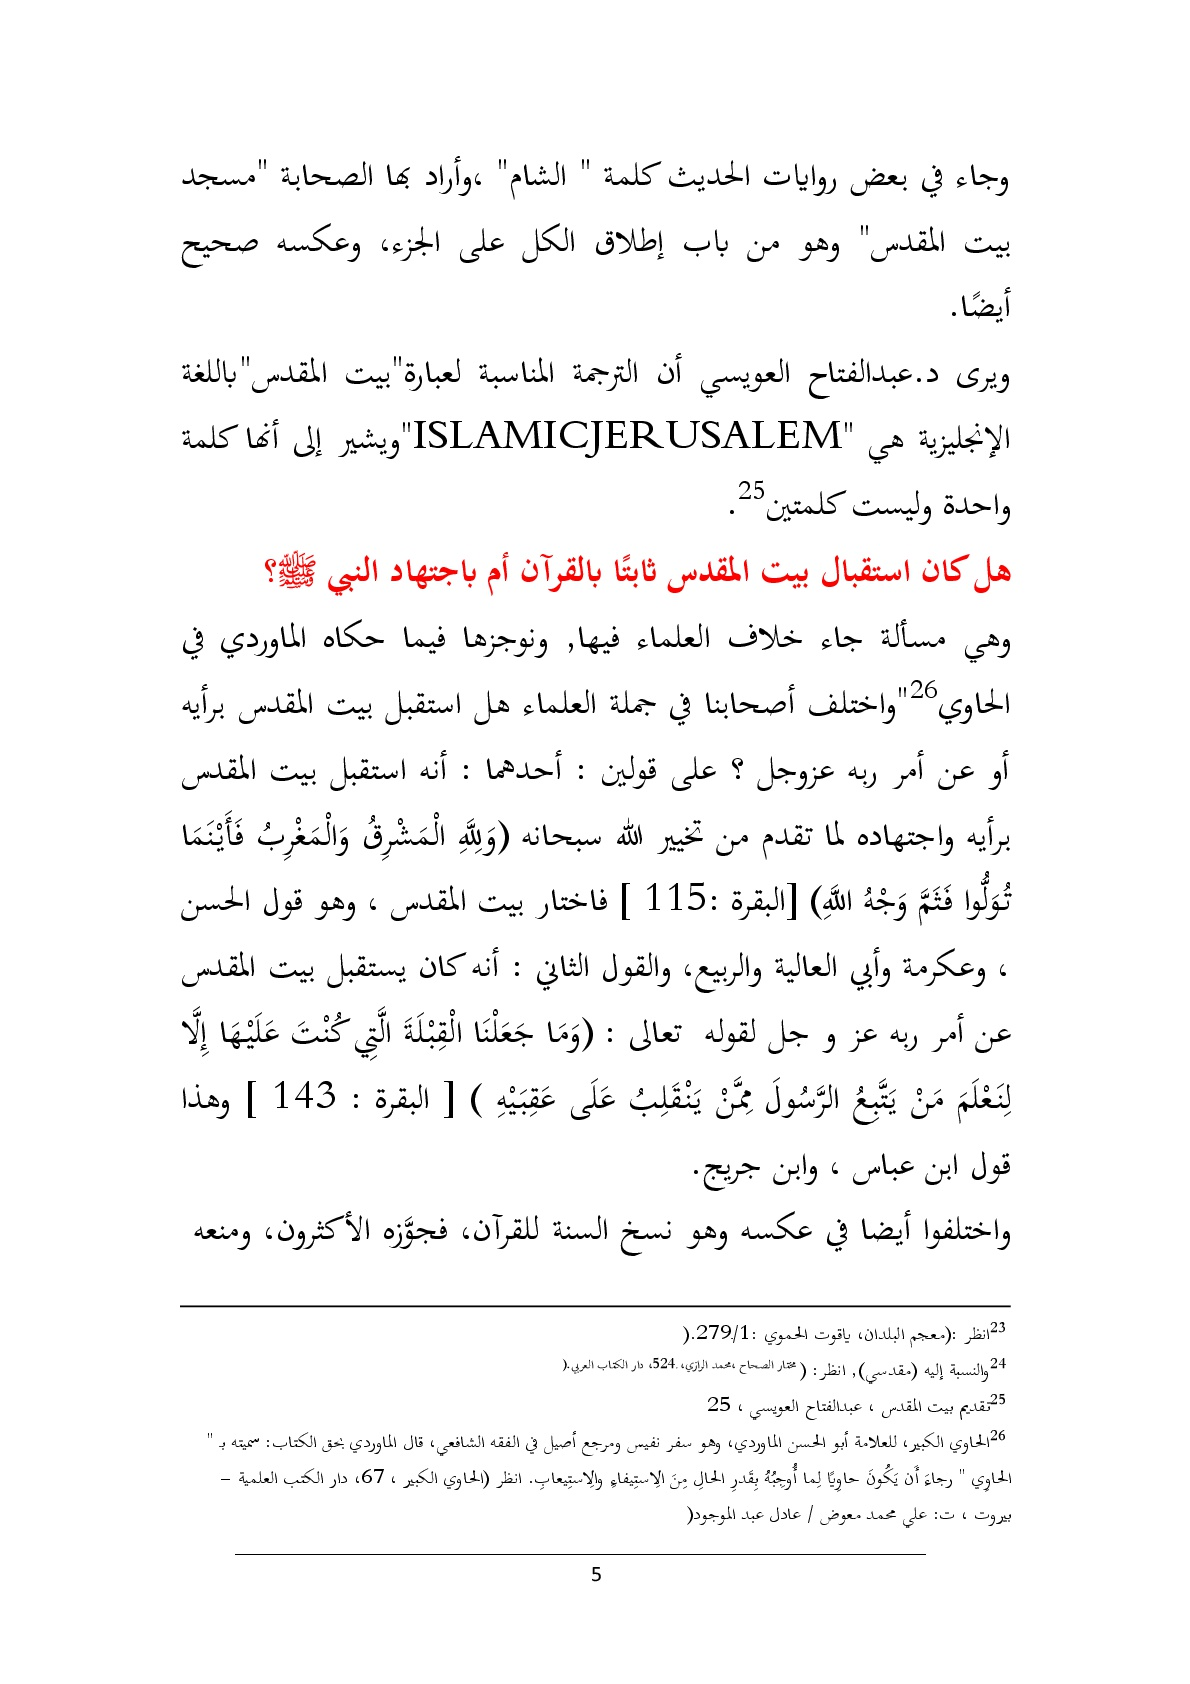 وجاء في بعض روايات الحديث كلمة " الشام" ،وأراد بها الصحابة "مسجد
بيت المقدس" وهو من باب إطلاق الكل على الجزء، وعكسه صحيح
أيضًا.
ويرى د.عبدالفتاح العويسي أن الترجمة المناسبة لعبارة"بيت المقدس"باللغة
الإنجليزية هي "ISLAMICJERUSALEM"ويشير إلى أنها كلمة
واحدة وليست كلمتين25.
هل كان استقبال بيت المقدس ثابتًا بالقرآن أم باجتهاد النبي ﷺ؟
وهي مسألة جاء خلاف العلماء فيها, ونوجزها فيما حكاه الماوردي في
الحاوي26"واختلف أصحابنا في جملة العلماء هل استقبل بيت المقدس برأيه
أو عن أمر ربه عزوجل ؟ على قولين : أحدهما : أنه استقبل بيت المقدس
برأيه واجتهاده لما تقدم من تخيير الله سبحانه (وَلِلَّهِ الْمَشْرِقُ وَالْمَغْرِبُ فَأَيْنَمَا
تُوَلُّوا فَثَمَّ وَجْهُ اللَّهِ) [البقرة :115 ] فاختار بيت المقدس ، وهو قول الحسن
، وعكرمة وأبي العالية والربيع، والقول الثاني : أنه كان يستقبل بيت المقدس
عن أمر ربه عز و جل لقوله تعالى : (وَمَا جَعَلْنَا الْقِبْلَةَ الَّتِي كُنْتَ عَلَيْهَا إِلَّا
لِنَعْلَمَ مَنْ يَتَّبِعُ الرَّسُولَ مِمَّنْ يَنْقَلِبُ عَلَى عَقِبَيْهِ ) [ البقرة : 143 ] وهذا
قول ابن عباس ، وابن جريج.
واختلفوا أيضا في عكسه وهو نسخ السنة للقرآن، فجوَّزه الأكثرون، ومنعه
23انظر :(معجم البلدان، ياقوت الحموي :279/1.(
24والنسبة إليه (مقدسي), انظر: ( مختار الصحاح ،محمد الرازي، .524، دار الكتاب العربي.(
25تقديم بيت المقدس ، عبدالفتاح العويسي ، 25
26الحاوي الكبير، للعلامة أبو الحسن الماوردي، وهو سفر نفيس ومرجع أصيل في الفقه الشافعي، قال الماوردي بحق الكتاب: سميته بـ "
الحاوِي " رجاءَ أَن يَكُونَ حاوِيًا لِما أُوجِبُهُ بِقَدرِ الحالِ مِنَ الِاستِيفاءِ والِاستِيعابِ. انظر (الحاوي الكبير ، 67، دار الكتب العلمية –
بيروت ، ت: علي محمد معوض / عادل عبد الموجود(
5